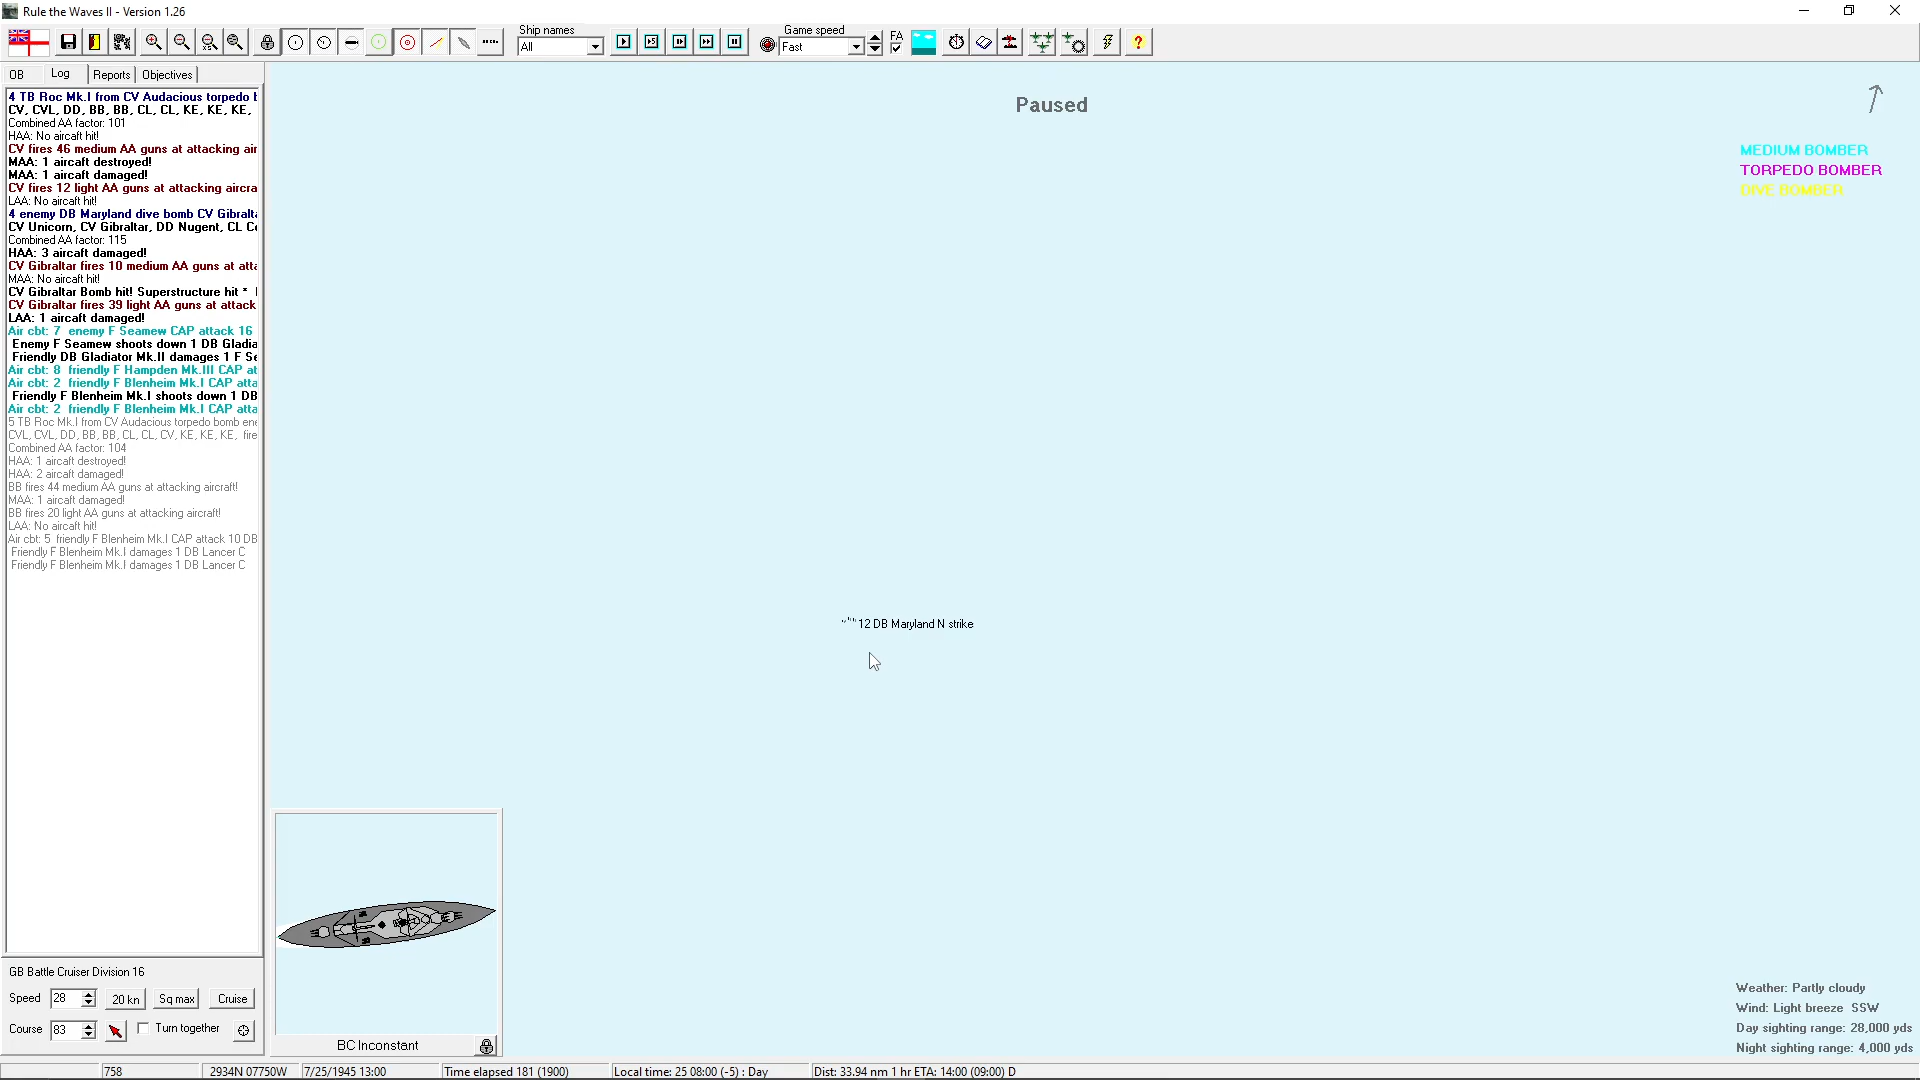 Rule the Waves II - Version 1.26
Ship names
All
Game speed
Fast
FA
OB
Log
Reports
Objectives
4 TB Roc Mk.I from CV Audacious torpedo
CV, CVL, DD, BB, BB, CL, CL, KE, KE, KE,
Combined AA factor: 101
HAA: No aircaft hit!
CV fires 46 medium AA guns at attacking air
MAA: 1 aircaft destroyed!
MAA: 1 aircaft damaged!
CV fires 12 light AA guns at attacking aircra
LAA: No aircaft hit!
4 enemy DB Maryland dive bomb CV Gibralta
CV Unicorn, CV Gibraltar, DD Nugent, CL C
Combined AA factor: 115
HAA: 3 aircaft damaged!
CV Gibraltar fires 10 medium AA guns at atta
MAA: No aircaft hit!
CV Gibraltar Bomb hit! Superstructure hit *
CV Gibraltar fires 39 light AA guns at attack
LAA: 1 aircaft damaged!
Air cbt: 7 enemy F Seamew CAP attack 16
Enemy F Seamew shoots down 1 DB Gladia
Friendly DB Gladiator Mk.II damages 1 F Se
Air cbt: 8 friendly F Hampden Mk.III CAP at
Air cbt: 2 friendly F Blenheim Mk.I CAP atta
Friendly F Blenheim Mk.I shoots down 1 DB
Air cbt: 2 friendly F Blenheim Mk.I CAP atta
5 TB Roc Mk.I from CV Audacious torpedo bomb ene
CVL, CVL, DD, BB, BB, CL, CL, CV, KE, KE, KE, fire
Combined AA factor: 104
HAA: 1 aircaft destroyed!
HAA: 2 aircaft damaged!
BB fires 44 medium AA guns at attacking aircraft!
MAA: 1 aircaft damaged!
BB fires 20 light AA guns at attacking aircraft!
LAA: No aircaft hit!
Air cbt: 5 friendly F Blenheim Mk.I CAP attack 10 DB
Friendly F Blenheim Mk.I damages 1 DB Lancer C
Friendly F Blenheim Mk.I damages 1 DB Lancer C
Paused
MEDIUM BOMBER
TORPEDO BOMBER
DIVE BOMBER
12 DB Maryland N strike
GB Battle Cruiser Division 16
Speed 28 20 kn Sq max Cruise
Course 83 Turn together
BC Inconstant
Weather: Partly cloudy
Wind: Light breeze SSW
Day sighting range: 28,000 yds
Night sighting range: 4,000 yds
758 2934N 07750W 7/25/1945 13:00 Time elapsed 181 (1900) Local time: 25 08:00 (-5) : Day Dist: 33.94 nm 1 hr ETA: 14:00 (09:00) D